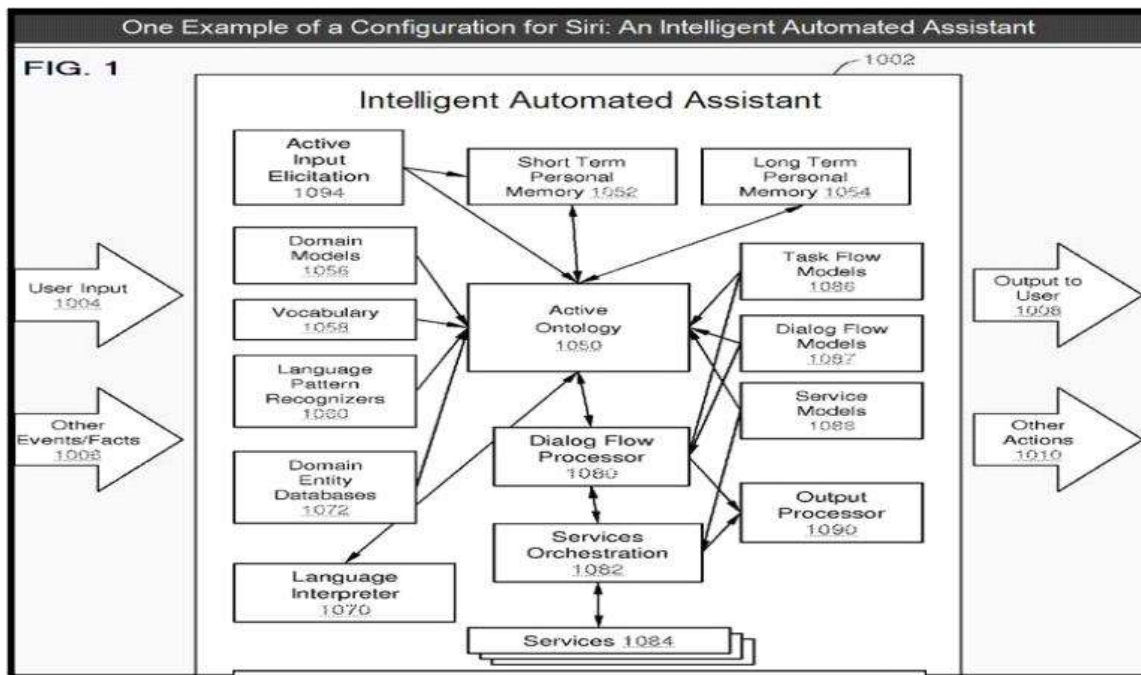 One Example of a Configuration for Siri: An Intelligent Automated Assistant
FIG. 1
1002
Intelligent Automated Assistant
Active
Input
Elicitation
1094
Short Term
Personal
Memory 1052
Long Term
Personal
Memory 1054
Domain
Models
1056
Task Flow
Models
1086
User Input
1004
Output to
User
1008
Vocabulary
1058
Active
Ontology
1050
Dialog Flow
Models
1087
Language
Pattern
Recognizers
1060
Service
Models
1088
Other
Events/Facts
1006
Other
Actions
1010
Dialog Flow
Processor
1080
Domain
Entity
Databases
1072
Output
Processor
1090
Services
Orchestration
1082
Language
Interpreter
1070
Services 1084